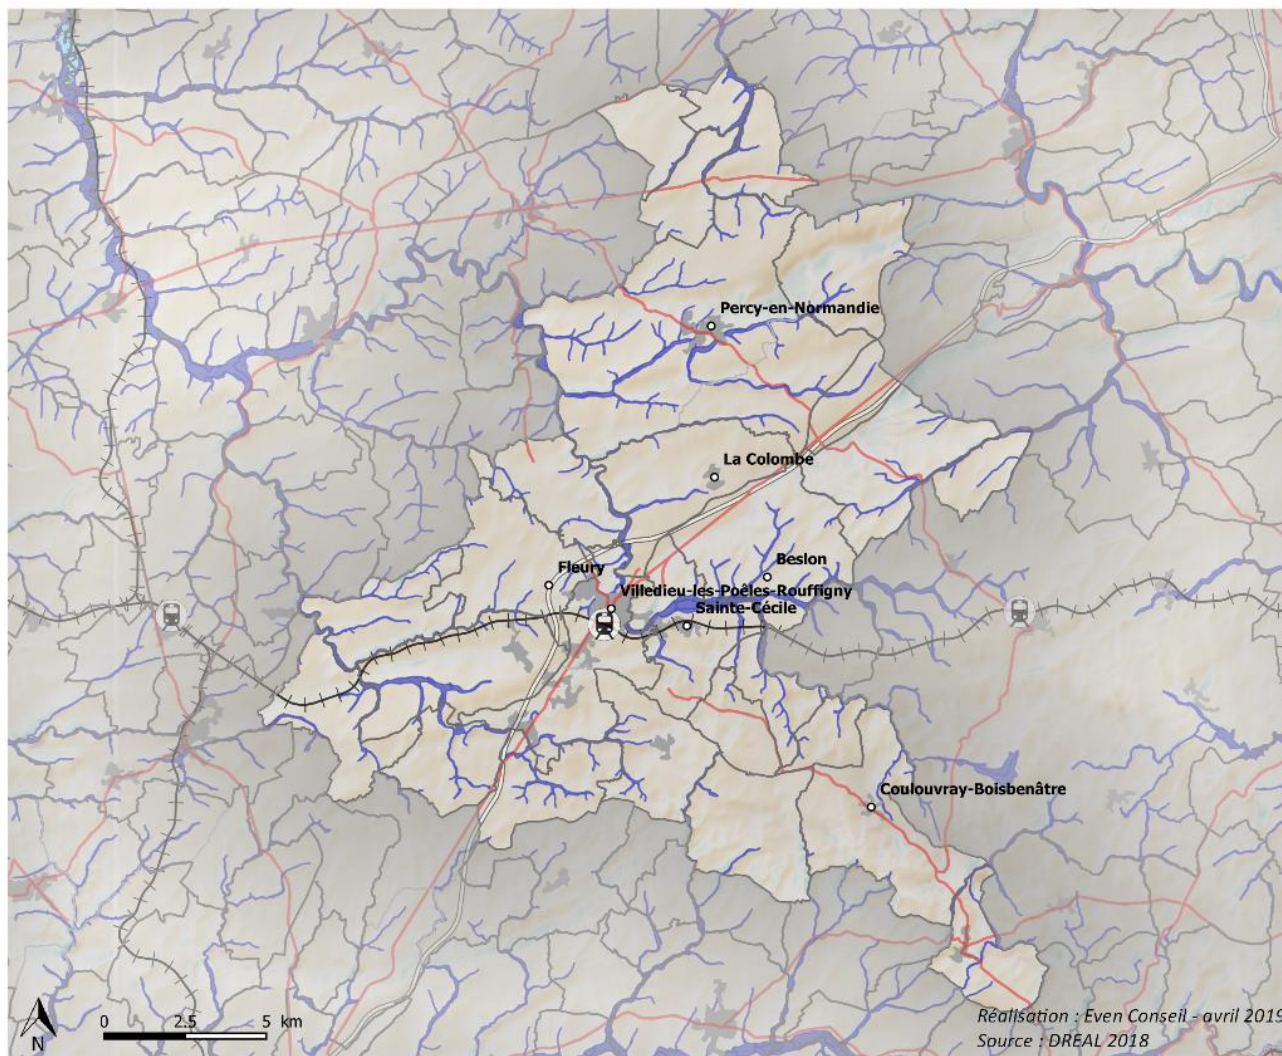 Percy-en-Normandie
La Colombe
Fleury
Beslon
Villedieu-les-Poêles-Rouffigny
Sainte-Cécile
Coulouvray-Boisbenâtre
0 2.5 5 km
N
Réalisation : Even Conseil - avril 2019
Source : DREAL 2018